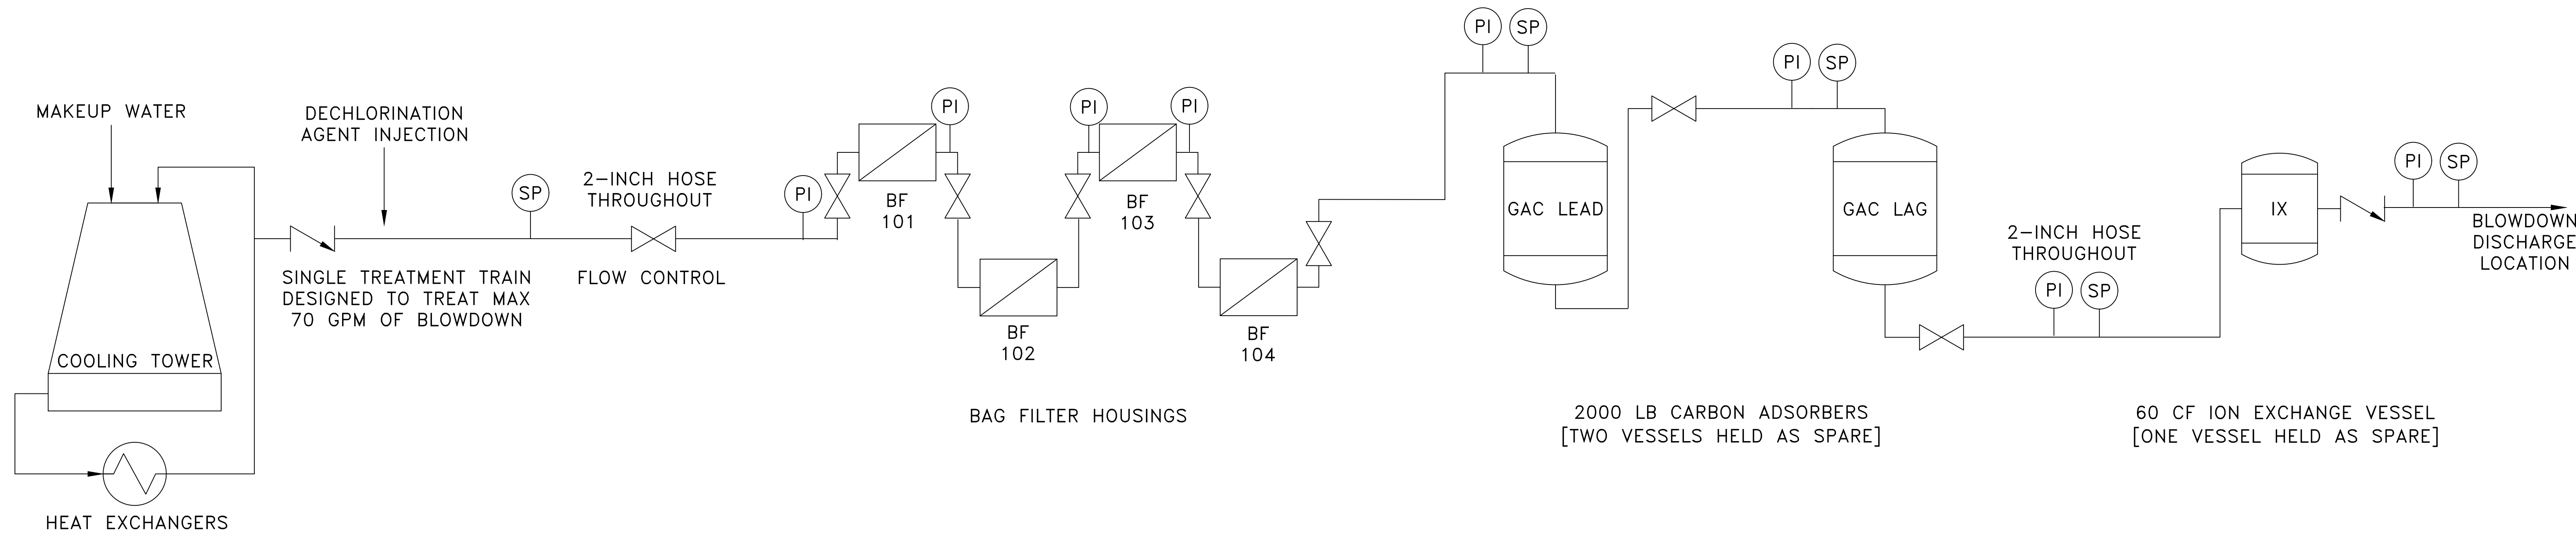 MAKEUP WATER
DECHLORINATION
AGENT INJECTION
COOLING TOWER
HEAT EXCHANGERS
SINGLE TREATMENT TRAIN
DESIGNED TO TREAT MAX
70 GPM OF BLOWDOWN
SP
2-INCH HOSE
THROUGHOUT
FLOW CONTROL
PI
BF
101
PI
BF
102
PI
BF
103
PI
BF
104
BAG FILTER HOUSINGS
PI
SP
GAC LEAD
PI
SP
GAC LAG
2000 LB CARBON ADSORBERS
[TWO VESSELS HELD AS SPARE]
2-INCH HOSE
THROUGHOUT
PI
SP
IX
60 CF ION EXCHANGE VESSEL
[ONE VESSEL HELD AS SPARE]
PI
SP
BLOWDOWN
DISCHARGE
LOCATION